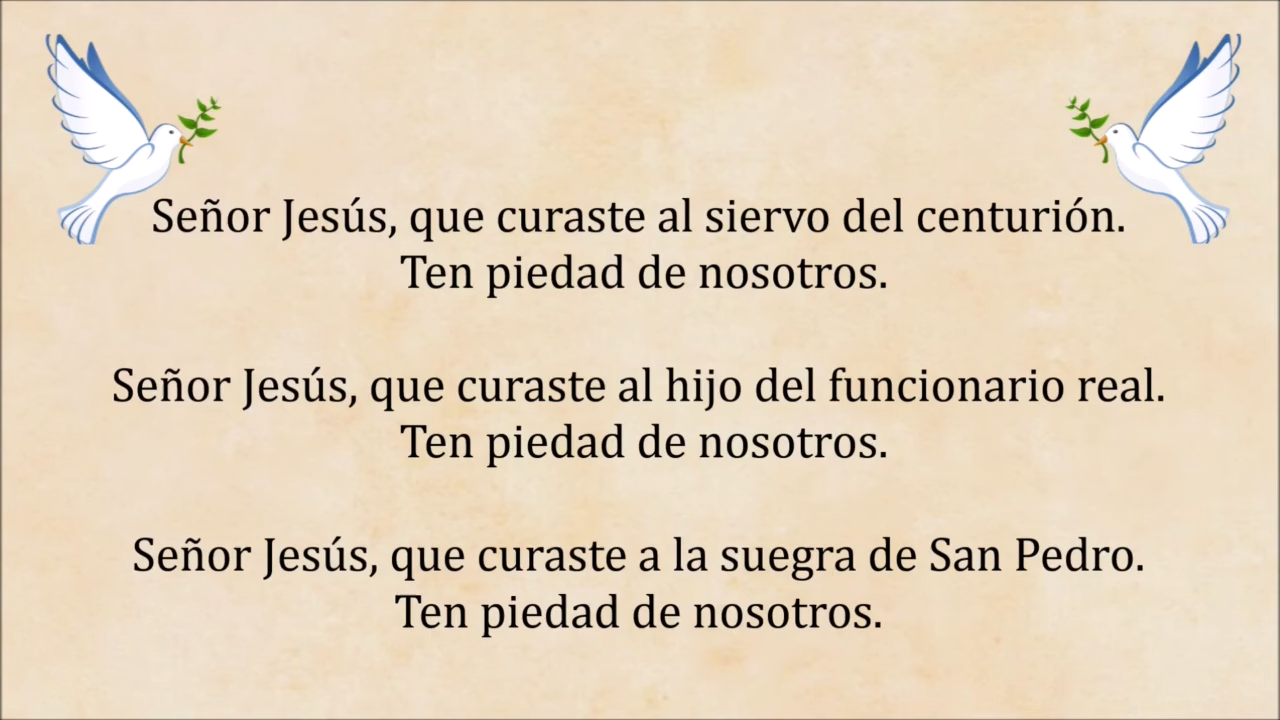 Señor Jesús, que curaste al siervo del centurión.
Ten piedad de nosotros.
Señor Jesús, que curaste al hijo del funcionario real.
Ten piedad de nosotros.
Señor Jesús, que curaste a la suegra de San Pedro.
Ten piedad de nosotros.